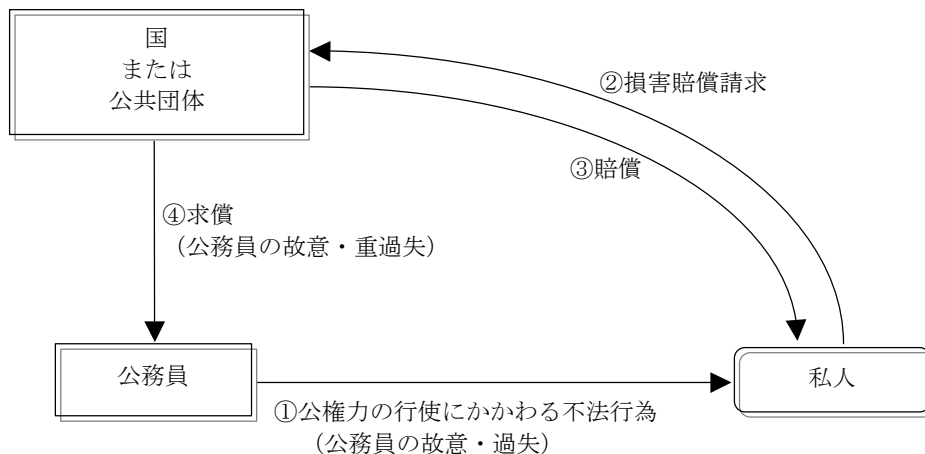 国
または
公共団体
②損害賠償請求
③賠償
④求償
（公務員の故意・重過失）
公務員
私人
①公権力の行使にかかわる不法行為
（公務員の故意・過失）